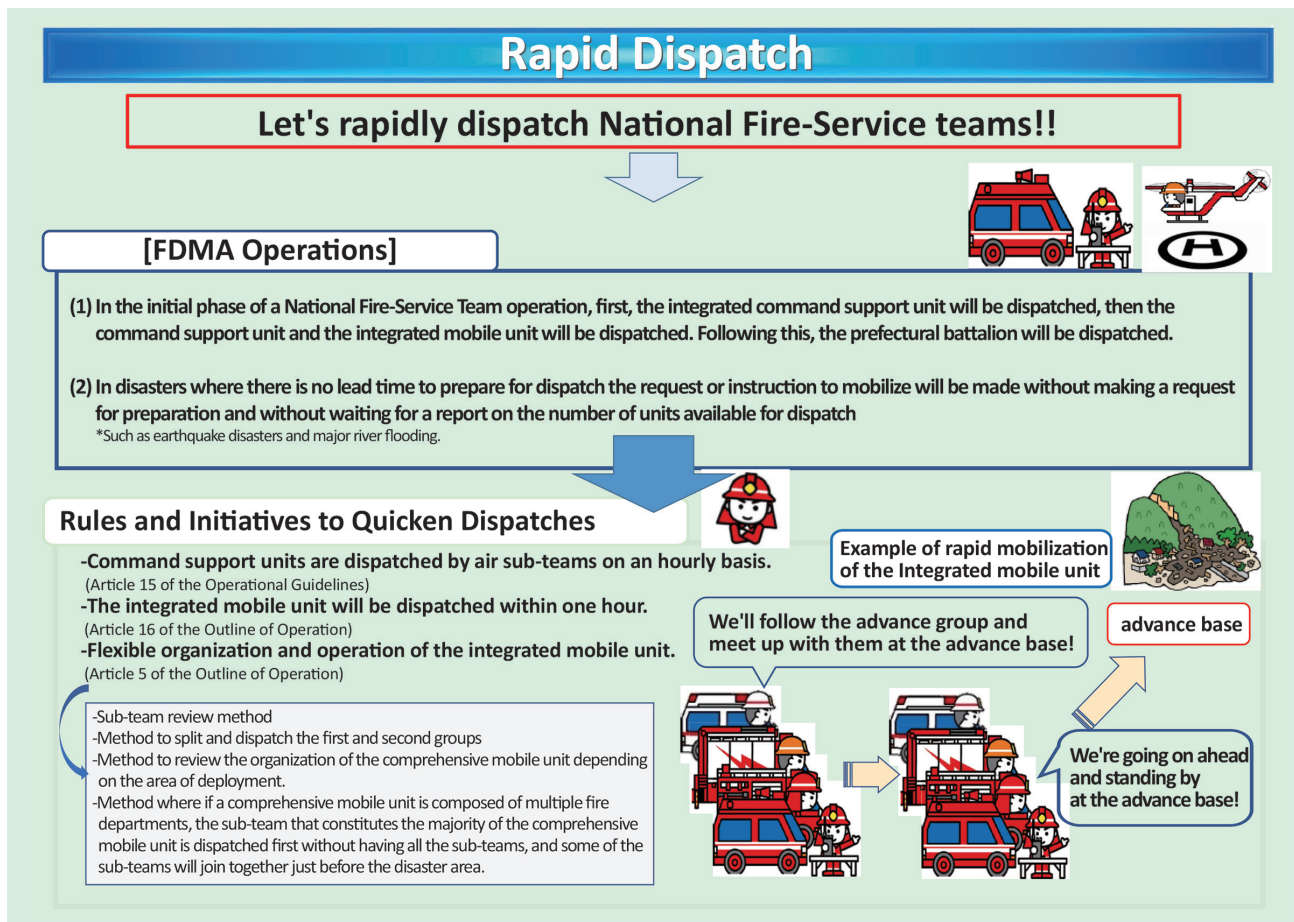 Rapid Dispatch
Let's rapidly dispatch National Fire-Service teams!!
[FDMA Operations]
H
(1) In the initial phase of a National Fire-Service Team operation, first, the integrated command support unit will be dispatched, then the
command support unit and the integrated mobile unit will be dispatched. Following this, the prefectural battalion will be dispatched.
(2) In disasters where there is no lead time to prepare for dispatch the request or instruction to mobilize will be made without making a request
for preparation and without waiting for a report on the number of units available for dispatch
*Such as earthquake disasters and major river flooding.
Rules and Initiatives to Quicken Dispatches
-Command support units are dispatched by air sub-teams on an hourly basis.
(Article 15 of the Operational Guidelines)
-The integrated mobile unit will be dispatched within one hour.
(Article 16 of the Outline of Operation)
-Flexible organization and operation of the integrated mobile unit.
(Article 5 of the Outline of Operation)
-Sub-team review method
-Method to split and dispatch the first and second groups
-Method to review the organization of the comprehensive mobile unit depending
on the area of deployment.
-Method where if a comprehensive mobile unit is composed of multiple fire
departments, the sub-team that constitutes the majority of the comprehensive
mobile unit is dispatched first without having all the sub-teams, and some of the
sub-teams will join together just before the disaster area.
Example of rapid mobilization
of the Integrated mobile unit
We'll follow the advance group and
meet up with them at the advance base!
advance base
We're going on ahead
and standing by
at the advance base!